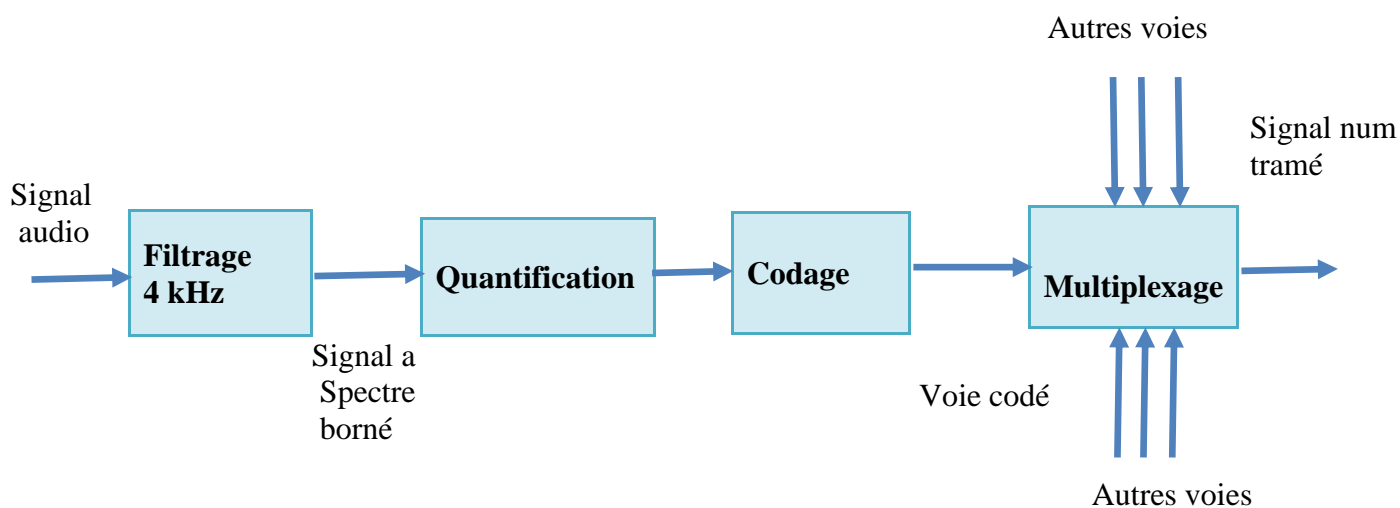 Autres voies
Signal num
tramé
Signal
audio
Filtrage
4 kHz
Quantification
Codage
Multiplexage
Signal a
Spectre
borné
Voie codé
Autres voies